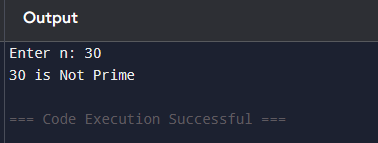 Output
Enter n: 30
30 is Not Prime
=== Code Execution Successful ===